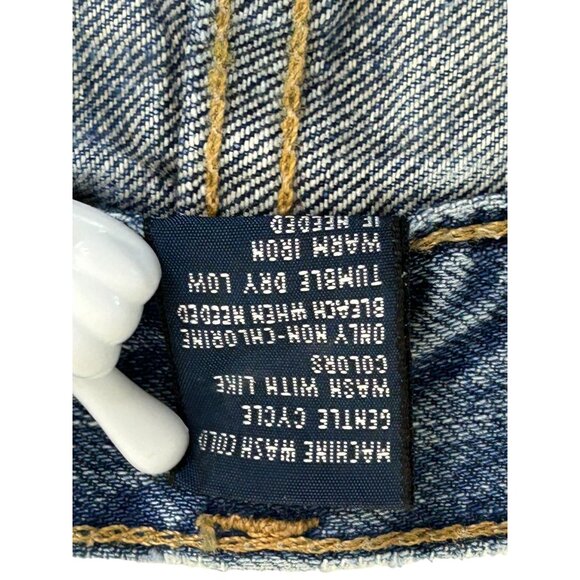 MACHINE WASH COLD
GENTLE CYCLE
WASH WITH LIKE
COLORS
ONLY NON-CHLORINE
BLEACH WHEN NEEDED
TUMBLE DRY LOW
WARM IRON
IF NEEDED